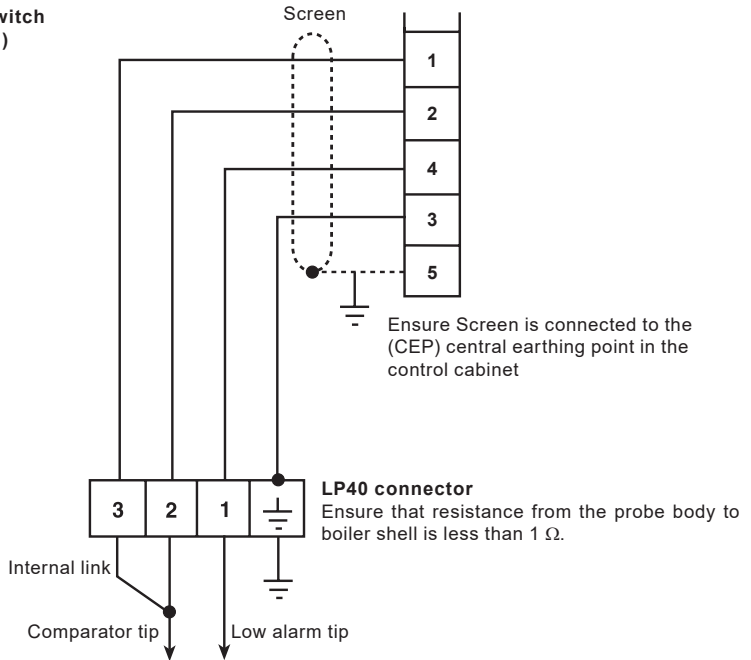 Screen
1
2
4
3
5
Ensure Screen is connected to the
(CEP) central earthing point in the
control cabinet
3 2 1
LP40 connector
Ensure that resistance from the probe body to
boiler shell is less than 1 Ω.
Internal link
Comparator tip
Low alarm tip